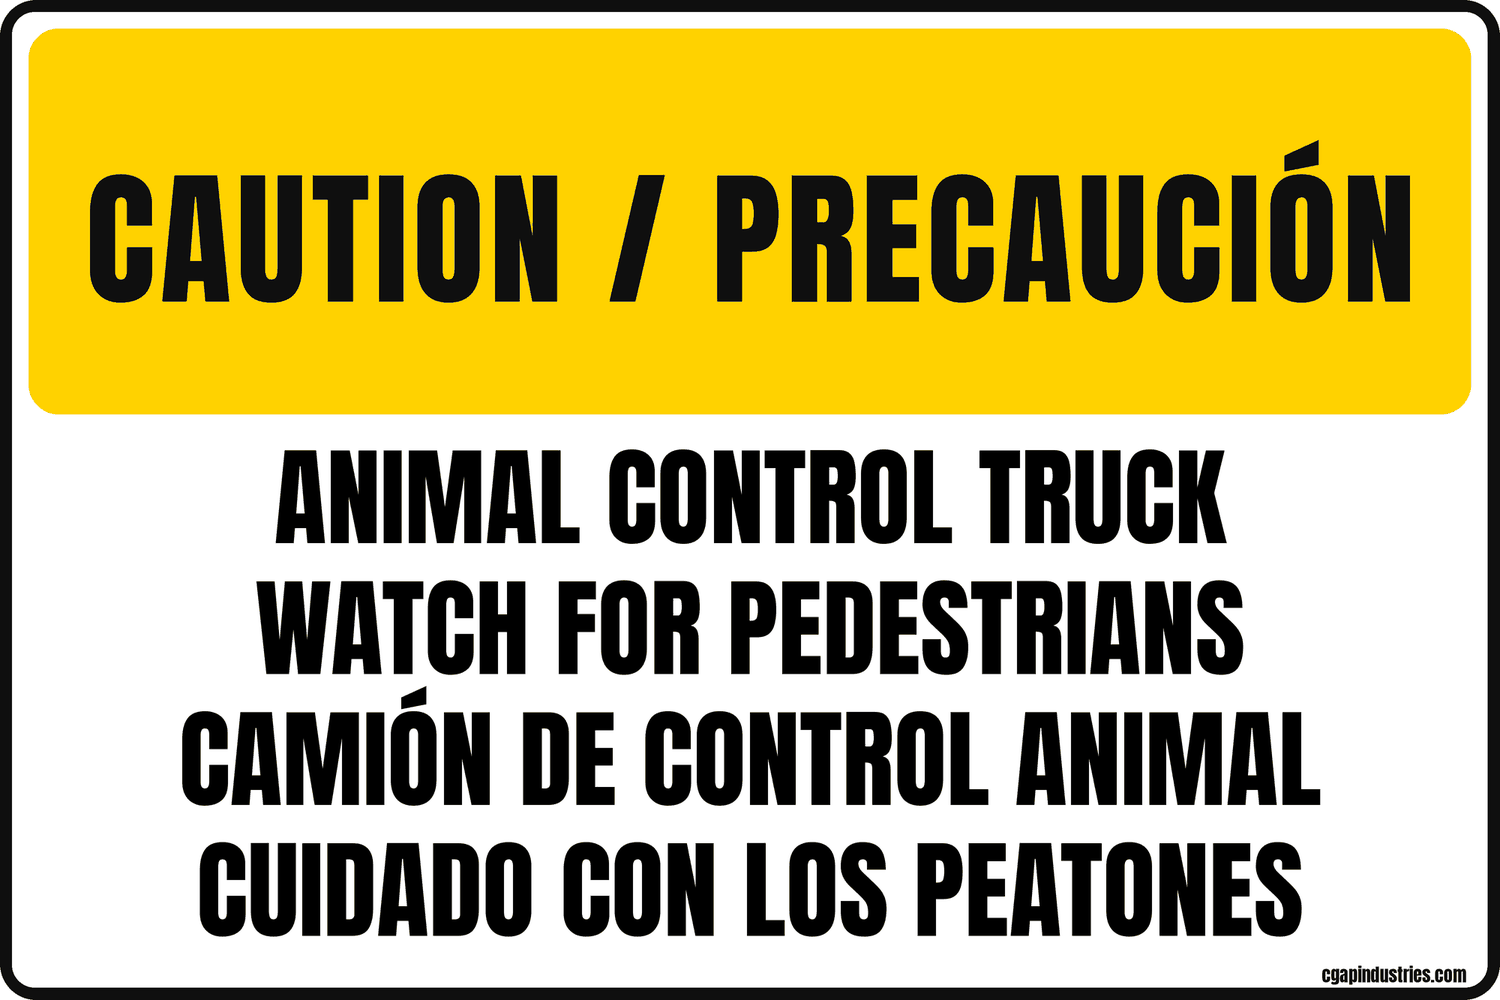 CAUTION / PRECAUCIÓN
ANIMAL CONTROL TRUCK
WATCH FOR PEDESTRIANS
CAMIÓN DE CONTROL ANIMAL
CUIDADO CON LOS PEATONES
cgapindustries.com